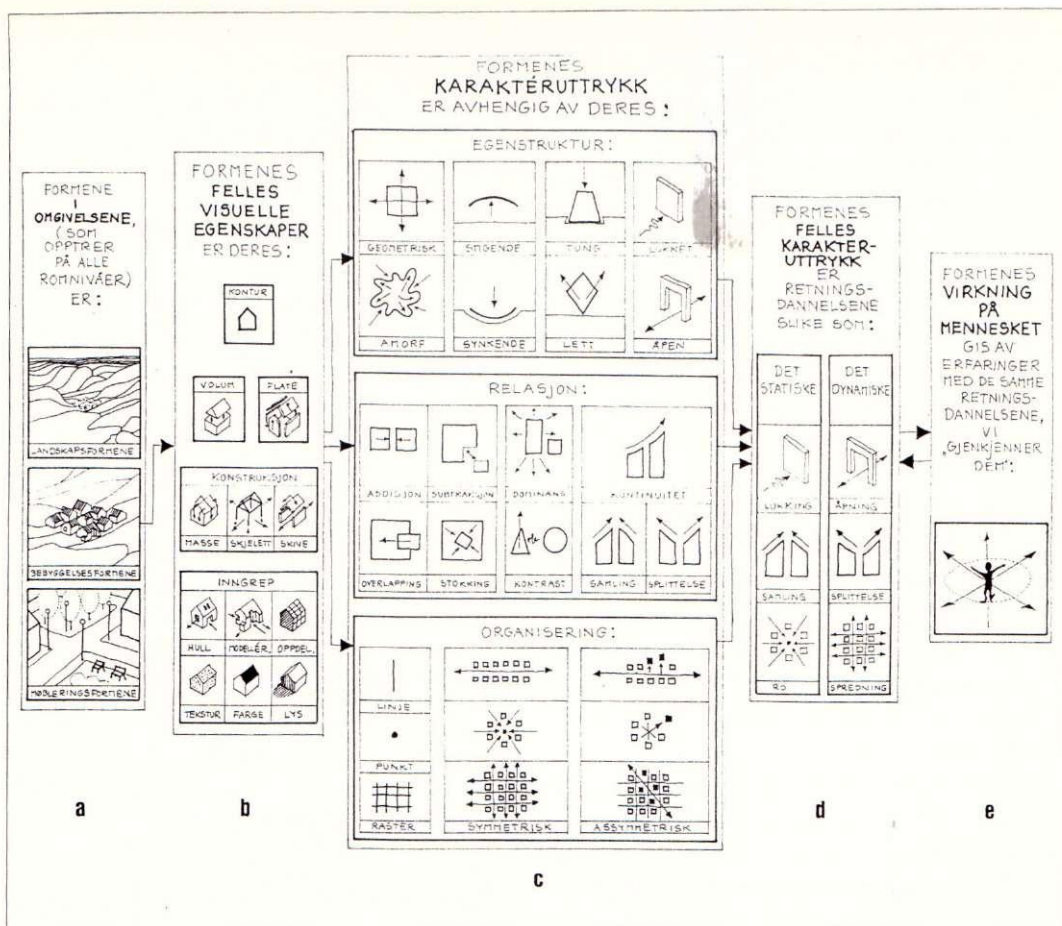 FORMENE
I
OMGIVELSENE,
(SOM
OPPTRER
PÅ ALLE
ROMNIVÅER)
ER:
LANDSKAPSFORMENE
BEBYGGELSESFORMENE
MØBLERINGSFORMENE
a
FORMENES
FELLES
VISUELLE
EGENSKAPER
ER DERES:
KONTUR
VOLUM
FLATE
KONSTRUKSJON
MASSE
SKJELETT
SKIVE
INNGREP
HULL
MODELLÉR.
OPPDEL.
TEKSTUR
FARGE
LYS
b
FORMENES
KARAKTÉRUTTRYKK
ER AVHENGIG AV DERES:
EGENSTRUKTUR:
GEOMETRISK
STIGENDE
TUNG
LUKKET
AMORF
SYNKENDE
LETT
ÅPEN
RELASJON:
ADDISJON
SUBTRAKSJON
DOMINANS
KONTINUITET
OVERLAPPING
STOKKING
KONTRAST
SAMLING
SPLITTELSE
ORGANISERING:
LINJE
PUNKT
RASTER
SYMMETRISK
ASSYMMETRISK
c
FORMENES
FELLES
KARAKTER-
UTTRYKK
ER
RETNINGS-
DANNELSENE
SLIKE SOM:
DET
STATISKE
DET
DYNAMISKE
LUKKING
ÅPNING
SAMLING
SPLITTELSE
RO
SPREDNING
d
FORMENES
VIRKNING
PÅ
MENNESKET
GIS AV
ERFARINGER
MED DE SAMME
RETNINGS-
DANNELSENE,
VI
„GJENKJENNER
DEM":
e